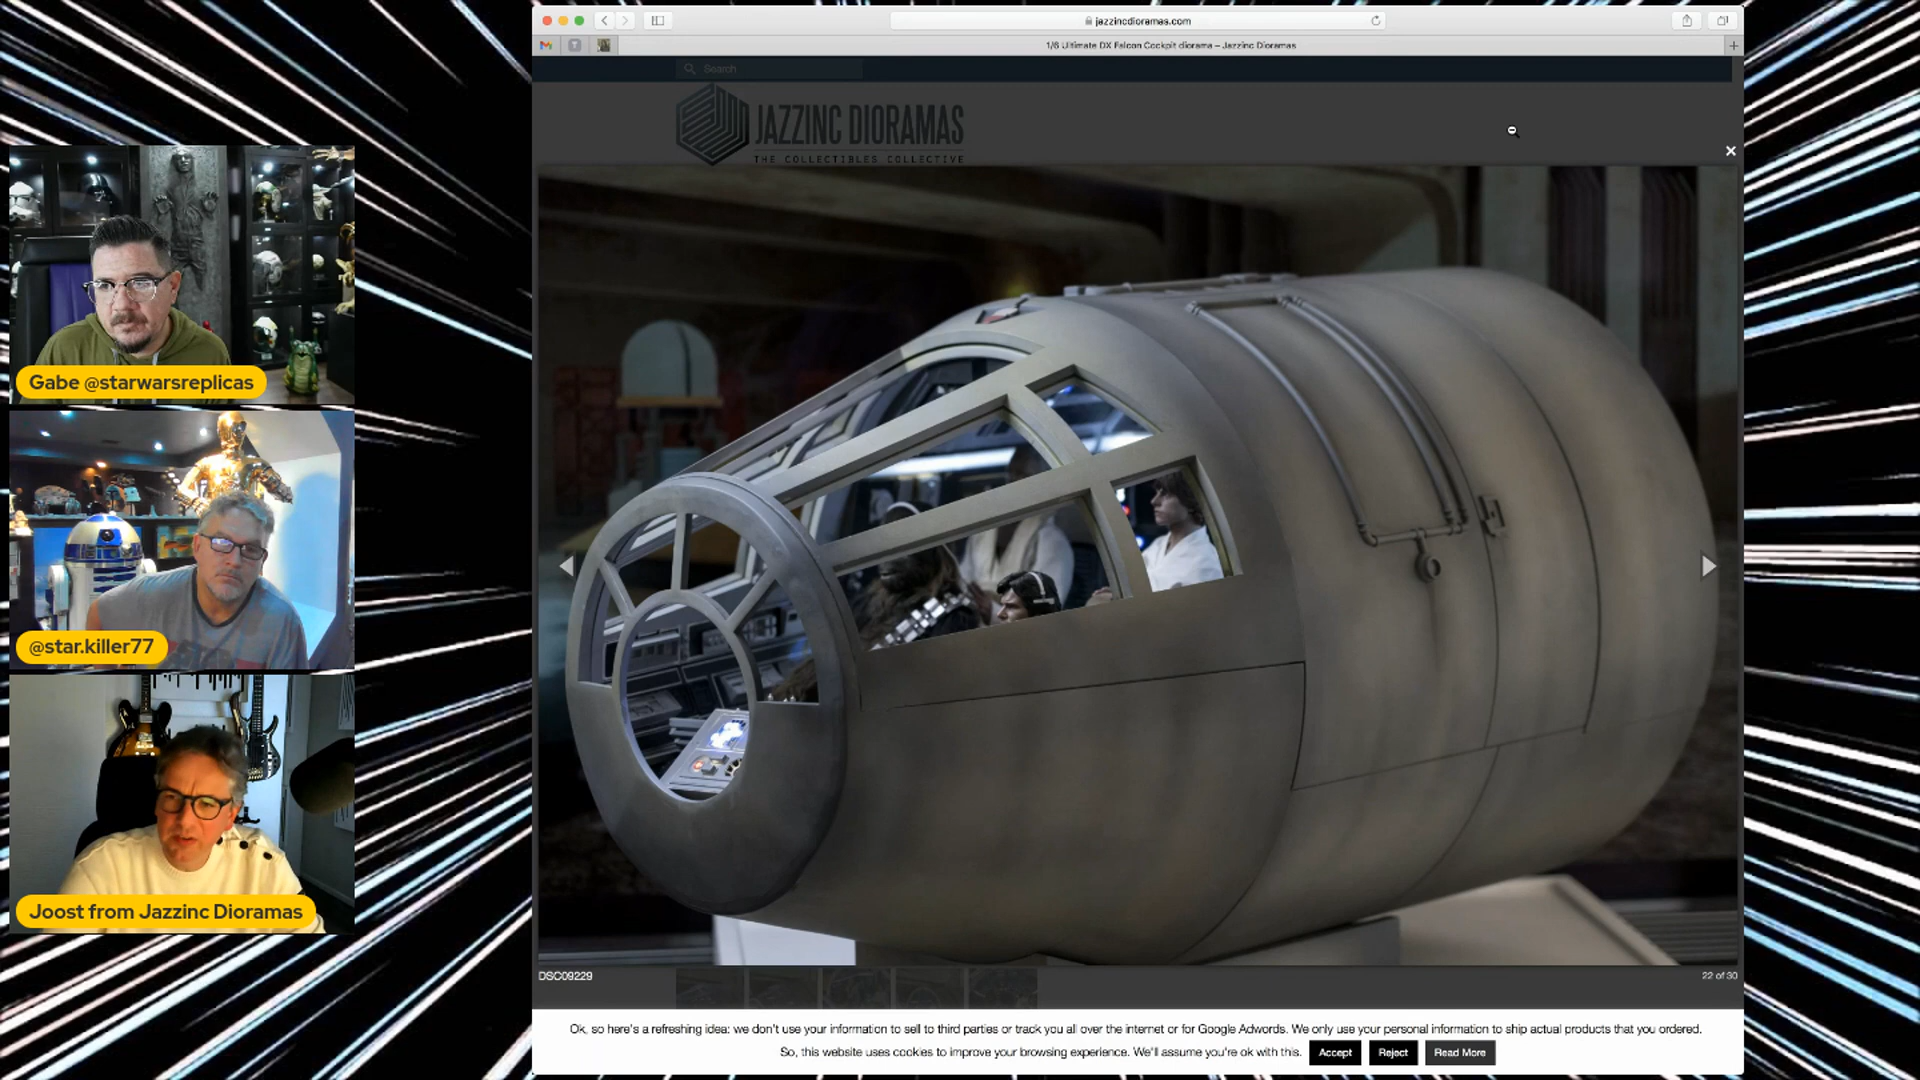 jazzincdioramas.com
1/6 Ultimate DX Falcon Cockpit diorama – Jazzinc Dioramas
Search
JAZZINC DIORAMAS
THE COLLECTIBLES COLLECTIVE
Gabe @starwarsreplicas
@star.killer77
Joost from Jazzinc Dioramas
DSC09229
22 of 30
Ok, so here's a refreshing idea: we don't use your information to sell to third parties or track you all over the internet or for Google Adwords. We only use your personal information to ship actual products that you ordered.
So, this website uses cookies to improve your browsing experience. We'll assume you're ok with this. Accept Reject Read More